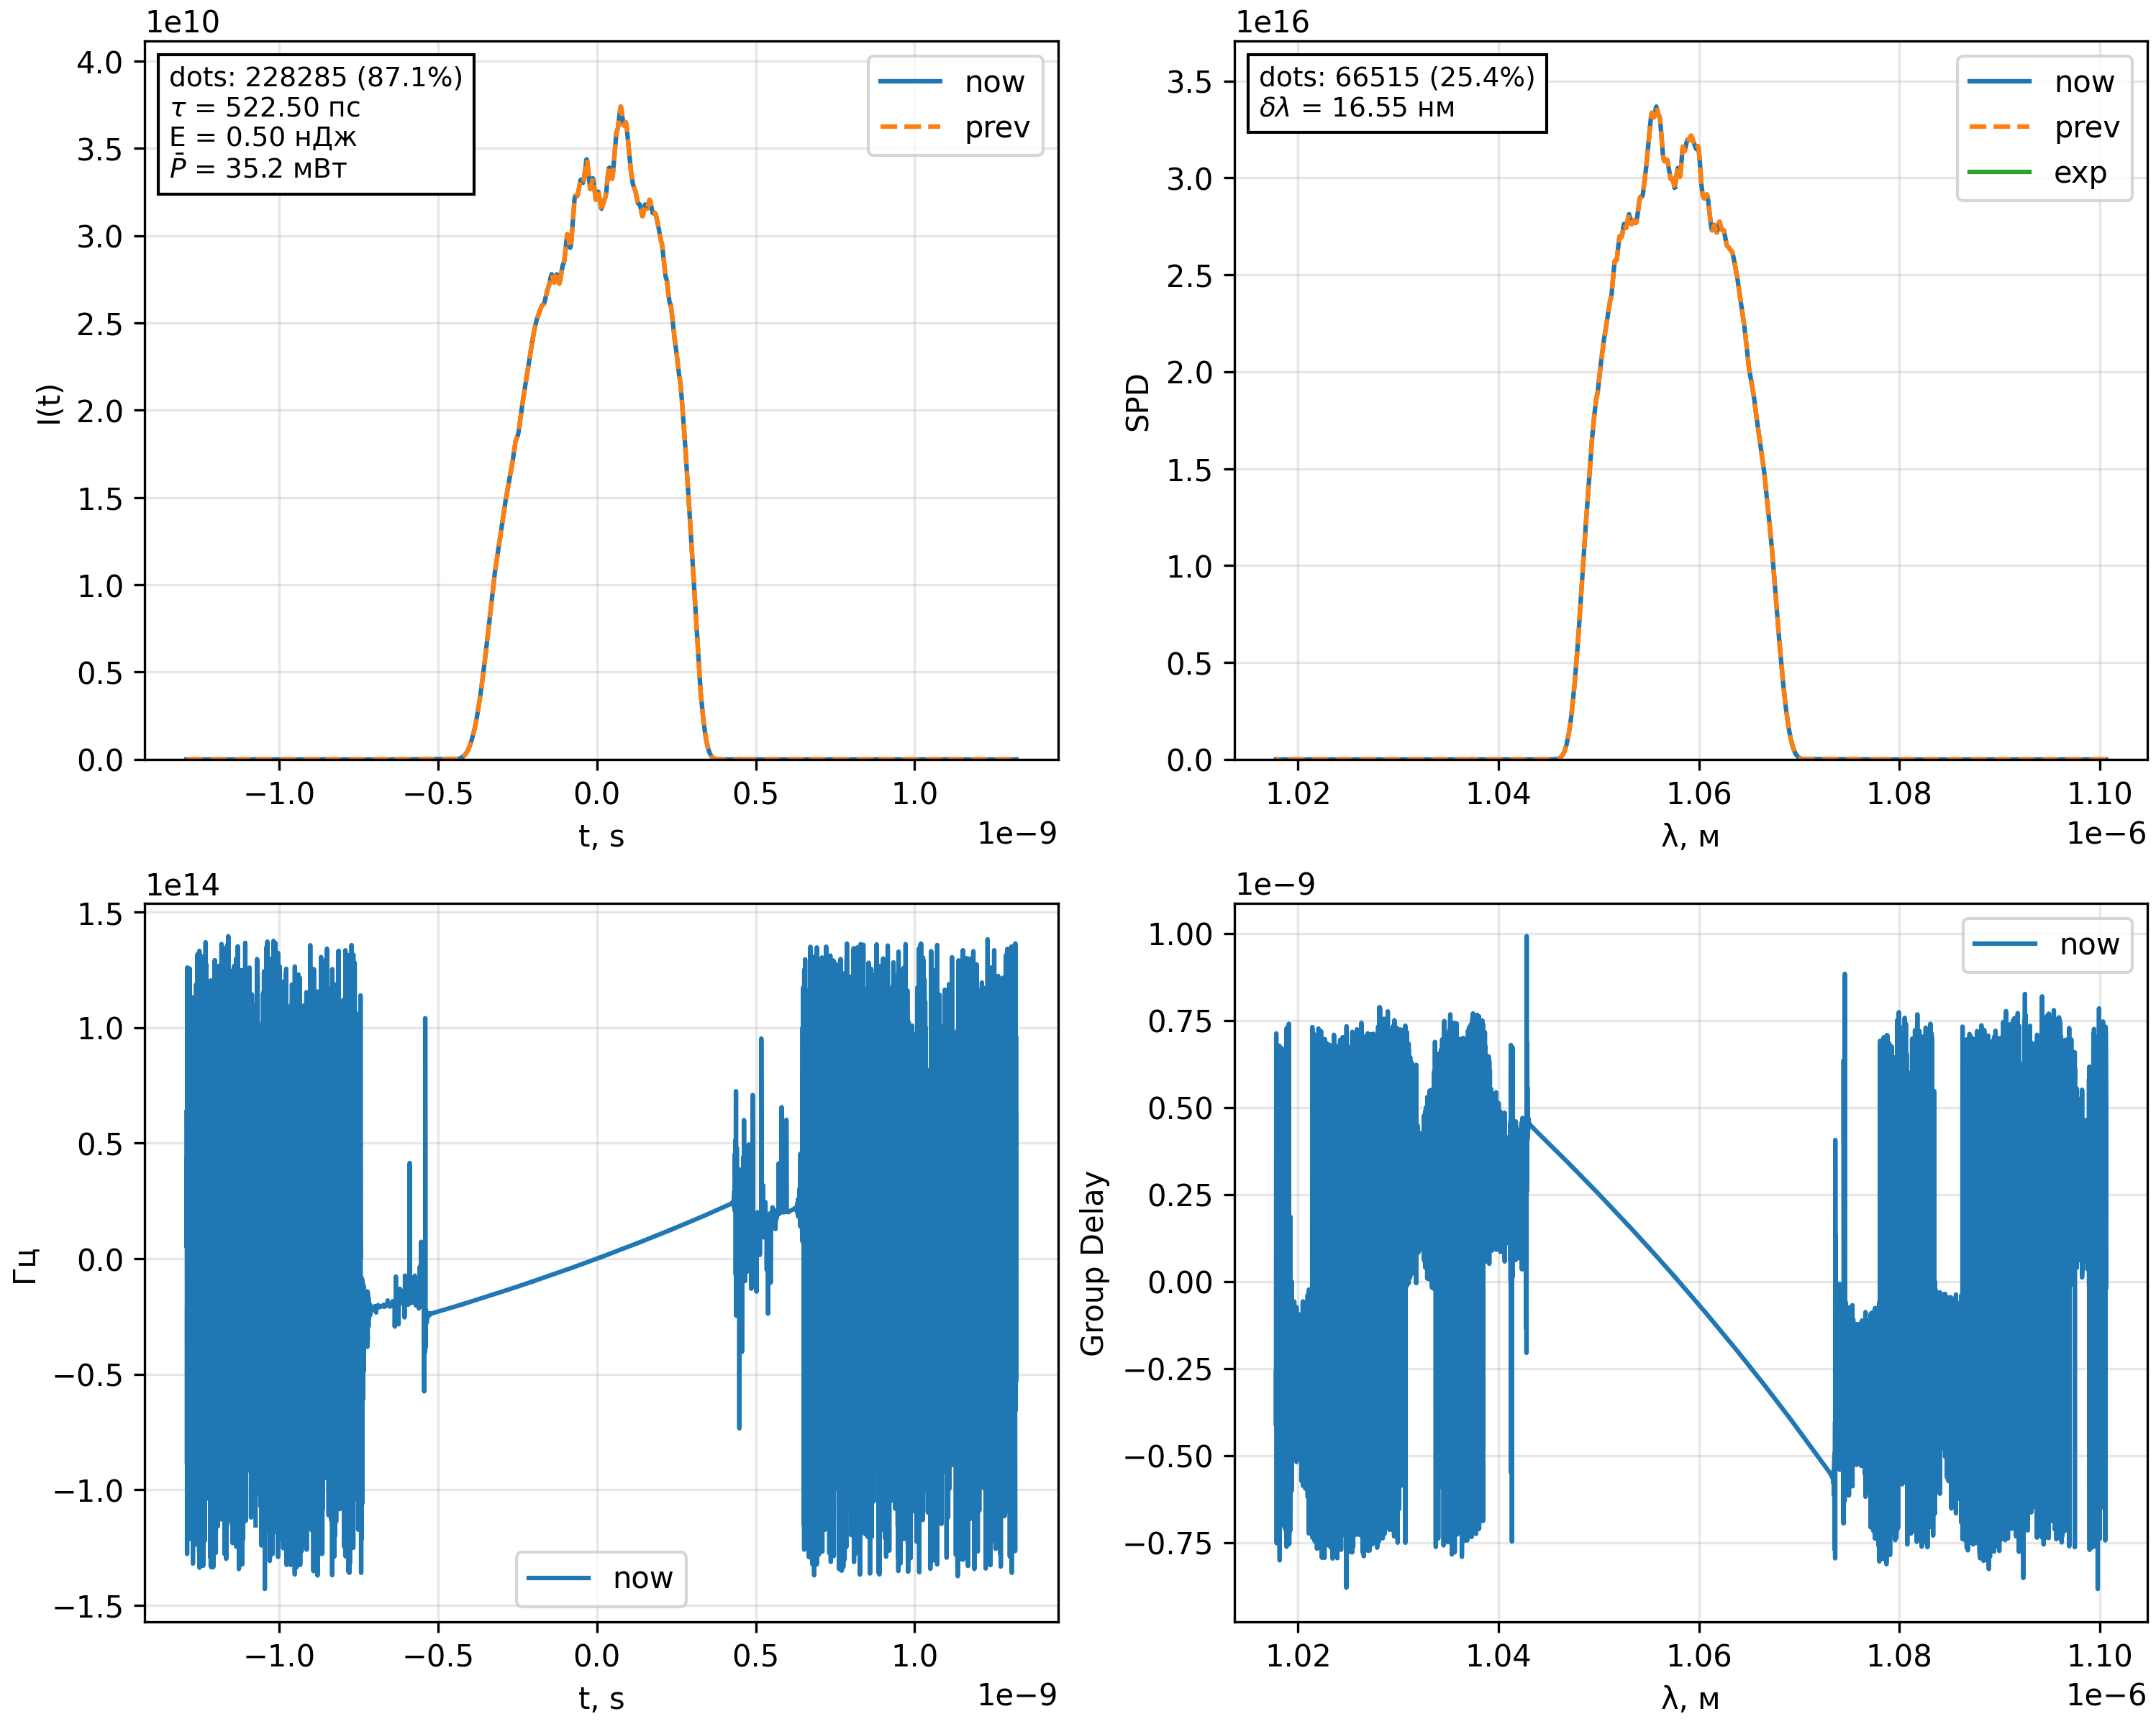 1e10
dots: 228285 (87.1%)
τ = 522.50 пс
E = 0.50 нДж
P̄ = 35.2 мВт
now
prev
4.0
3.5
3.0
2.5
2.0
1.5
1.0
0.5
0.0
I(t)
−1.0 −0.5 0.0 0.5 1.0
1e−9
t, s
1e16
dots: 66515 (25.4%)
δλ = 16.55 нм
now
prev
exp
3.5
3.0
2.5
2.0
1.5
1.0
0.5
0.0
SPD
1.02 1.04 1.06 1.08 1.10
1e−6
λ, м
1e14
1.5
1.0
0.5
0.0
−0.5
−1.0
−1.5
Гц
now
−1.0 −0.5 0.0 0.5 1.0
1e−9
t, s
1e−9
now
1.00
0.75
0.50
0.25
0.00
−0.25
−0.50
−0.75
Group Delay
1.02 1.04 1.06 1.08 1.10
1e−6
λ, м